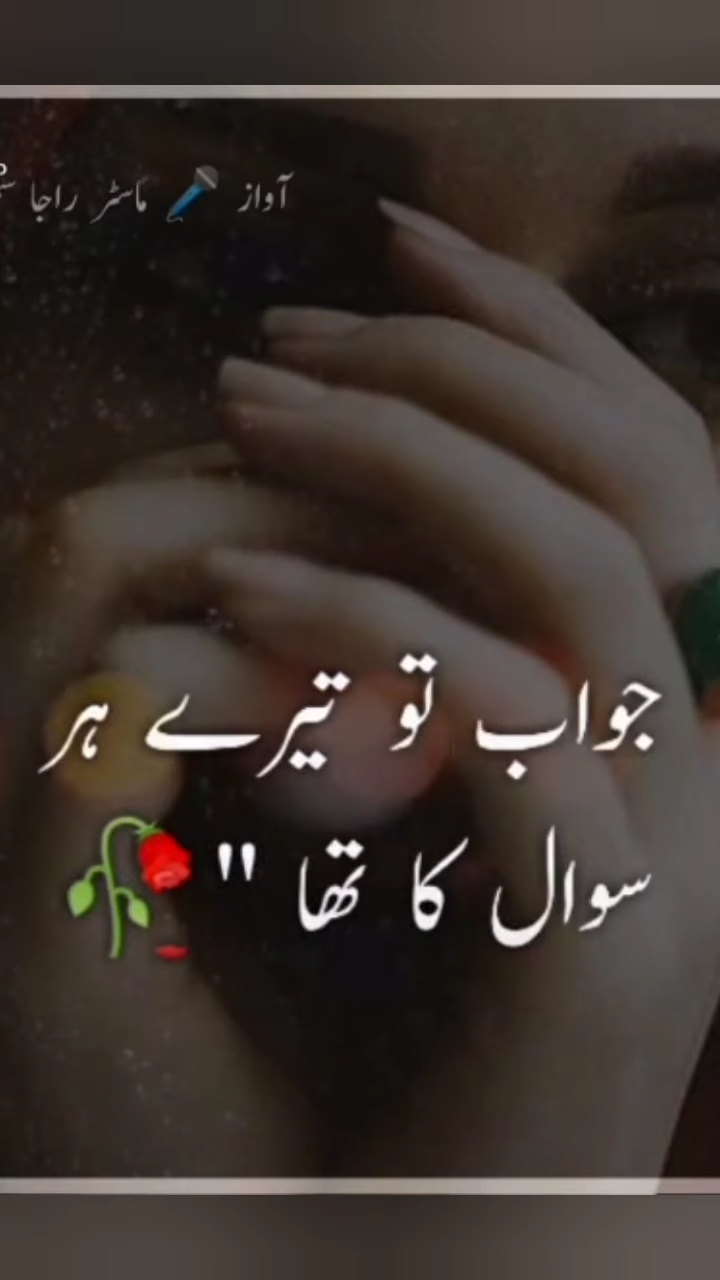 آواز 🎤 ماسٹر راجا
جواب تو تیرے ہر
سوال کا تھا " 🥀